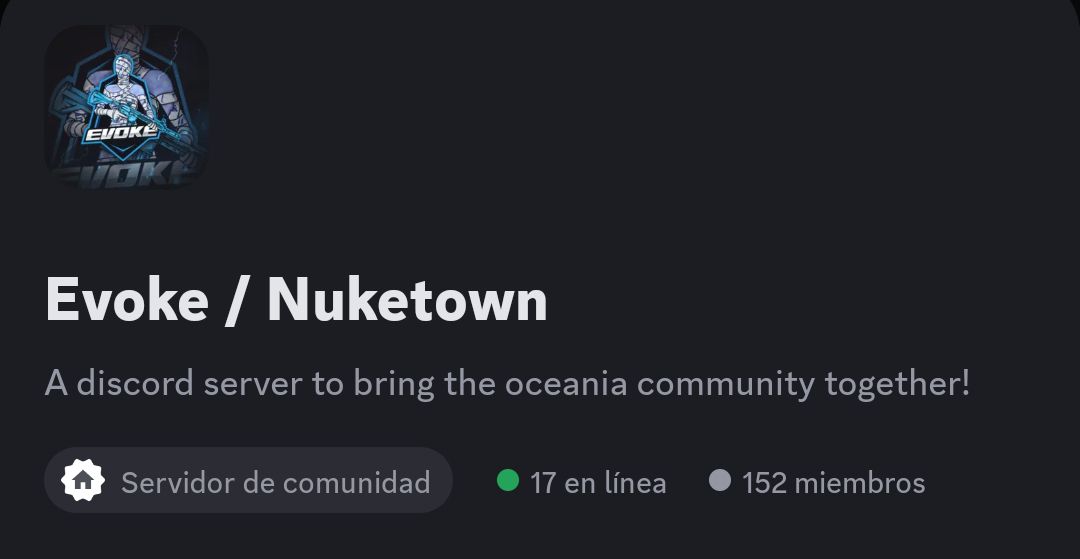 EVOKE
EVOKE
Evoke / Nuketown
A discord server to bring the oceania community together!
Servidor de comunidad
17 en línea
152 miembros